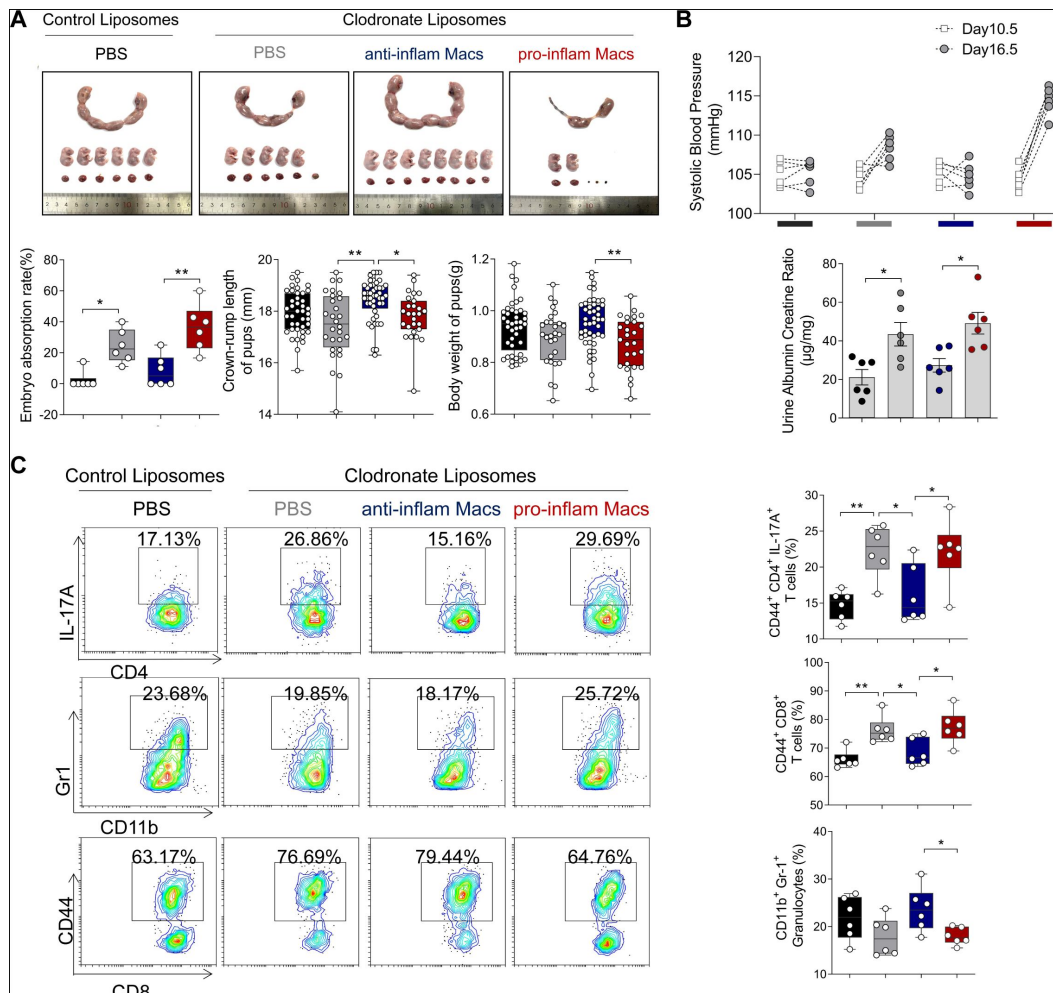 A
Control Liposomes
Clodronate Liposomes
PBS
PBS
anti-inflam Macs
pro-inflam Macs
Embryo absorption rate(%)
80
60
40
20
0
-20
*
**
Crown-rump length
of pups (mm)
20
18
16
14
12
**
*
Body weight of pups(g)
1.2
1.0
0.8
0.6
**
B
Day10.5
Day16.5
Systolic Blood Pressure
(mmHg)
120
115
110
105
100
Urine Albumin Creatine Ratio
(μg/mg)
80
60
40
20
0
*
*
C
Control Liposomes
Clodronate Liposomes
PBS
PBS
anti-inflam Macs
pro-inflam Macs
17.13%
26.86%
15.16%
29.69%
IL-17A
CD4
23.68%
19.85%
18.17%
25.72%
Gr1
CD11b
63.17%
76.69%
79.44%
64.76%
CD44
CD8
CD44+ CD4+ IL-17A+
T cells (%)
30
25
20
15
10
**
*
*
CD44+ CD8+
T cells (%)
100
90
80
70
60
50
**
*
*
CD11b+ Gr-1+
Granulocytes (%)
40
30
20
10
*